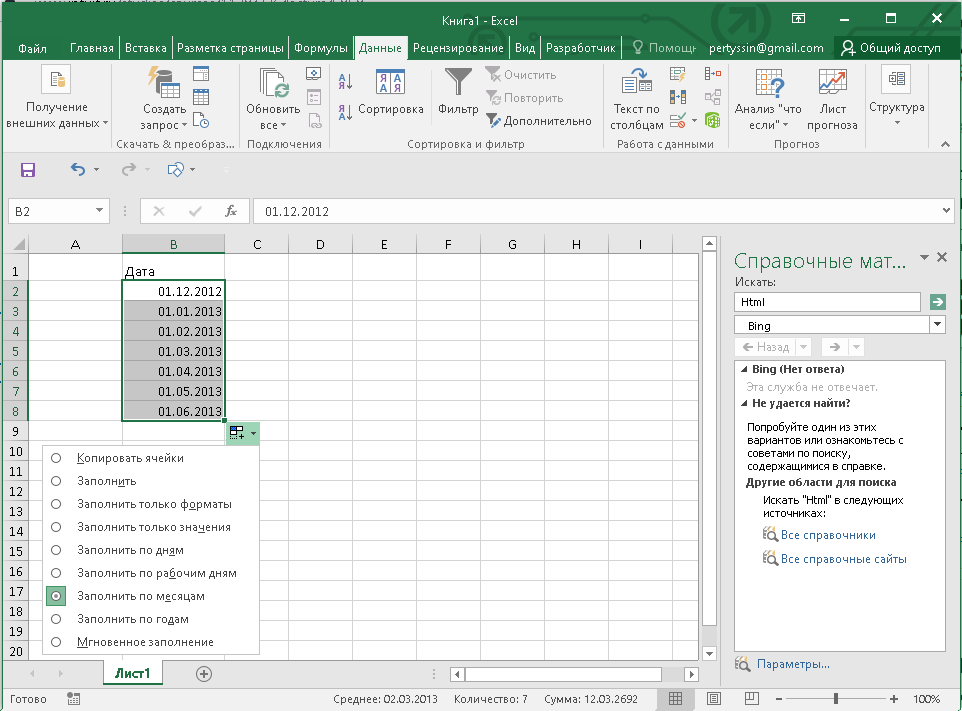 Книга1 - Excel
Файл Главная Вставка Разметка страницы Формулы Данные Рецензирование Вид Разработчик Помощь pertyssin@gmail.com Общий доступ
Получение внешних данных
Создать запрос
Скачать & преобраз...
Обновить все
Подключения
Сортировка
Фильтр
Очистить
Повторить
Дополнительно
Сортировка и фильтр
Текст по столбцам
Работа с данными
Анализ "что если"
Лист прогноза
Прогноз
Структура
B2
fx
01.12.2012
A B C D E F G H I
1 Дата
2 01.12.2012
3 01.01.2013
4 01.02.2013
5 01.03.2013
6 01.04.2013
7 01.05.2013
8 01.06.2013
9
10
11
12
13
14
15
16
17
18
19
20
Копировать ячейки
Заполнить
Заполнить только форматы
Заполнить только значения
Заполнить по дням
Заполнить по рабочим дням
Заполнить по месяцам
Заполнить по годам
Мгновенное заполнение
Справочные мат...
Искать:
Html
Bing
Назад
Bing (Нет ответа)
Эта служба не отвечает.
Не удается найти?
Попробуйте один из этих
вариантов или ознакомьтесь с
советами по поиску,
содержащимися в справке.
Другие области для поиска
Искать "Html" в следующих
источниках:
Все справочники
Все справочные сайты
Параметры...
Лист1
Готово
Среднее: 02.03.2013 Количество: 7 Сумма: 12.03.2692
100%